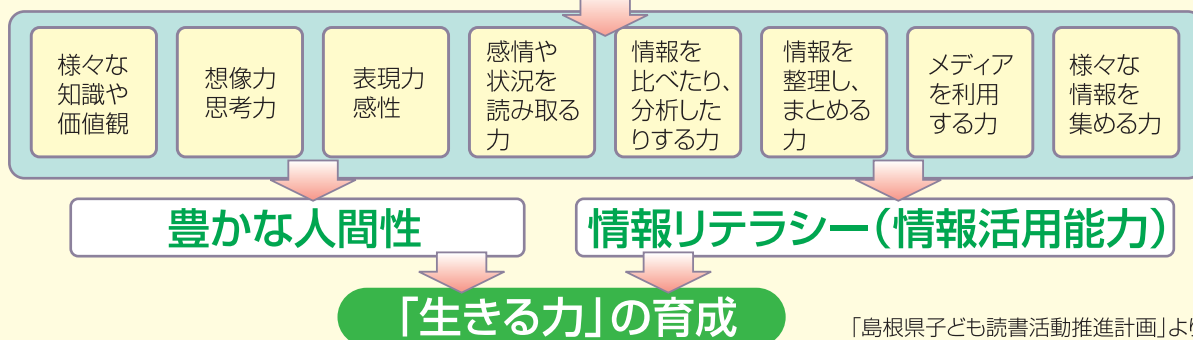 様々な
知識や
価値観
想像力
思考力
表現力
感性
感情や
状況を
読み取る
力
情報を
比べたり、
分析した
りする力
情報を
整理し、
まとめる
力
メディア
を利用
する力
様々な
情報を
集める力
豊かな人間性
情報リテラシー(情報活用能力)
「生きる力」の育成
「島根県子ども読書活動推進計画」より